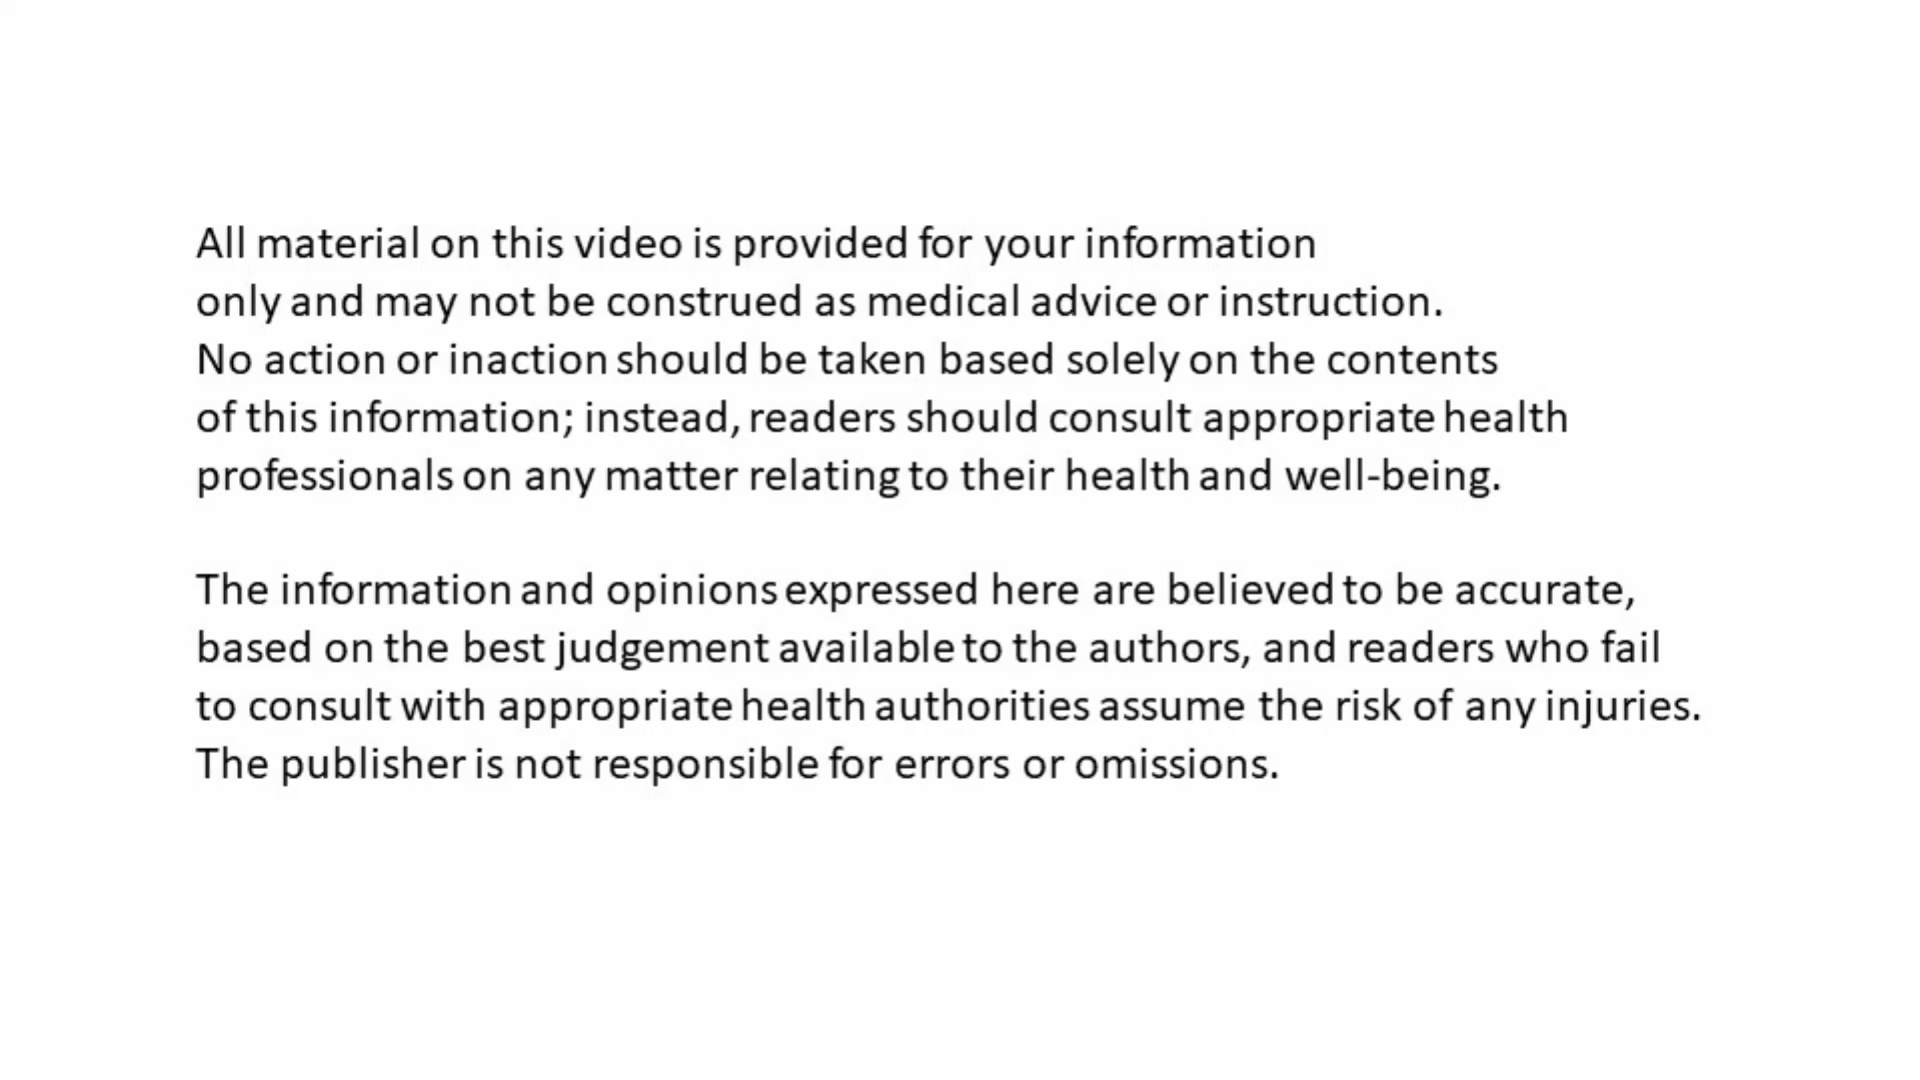 All material on this video is provided for your information
only and may not be construed as medical advice or instruction.
No action or inaction should be taken based solely on the contents
of this information; instead, readers should consult appropriate health
professionals on any matter relating to their health and well-being.
The information and opinions expressed here are believed to be accurate,
based on the best judgement available to the authors, and readers who fail
to consult with appropriate health authorities assume the risk of any injuries.
The publisher is not responsible for errors or omissions.